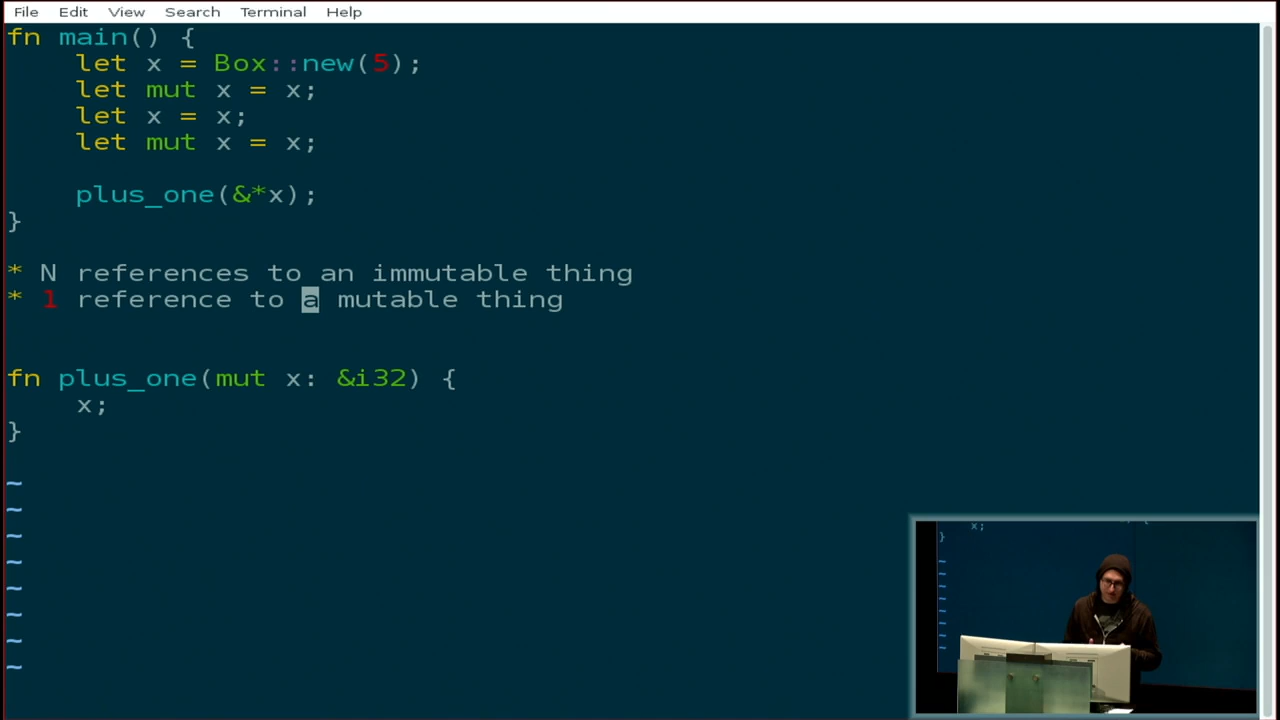 File Edit View Search Terminal Help
fn main() {
    let x = Box::new(5);
    let mut x = x;
    let x = x;
    let mut x = x;

    plus_one(&*x);
}

* N references to an immutable thing
* 1 reference to a mutable thing


fn plus_one(mut x: &i32) {
    x;
}

~
~
~
~
~
~
~
~
x;
}
~
~
~
~
~
~
~
~